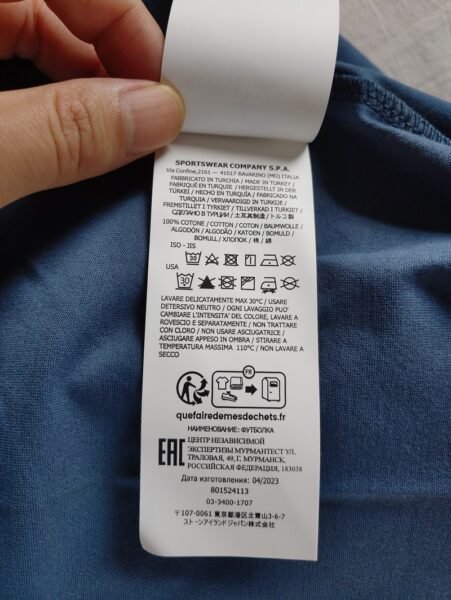 SPORTSWEAR COMPANY S.P.A.
Via Confine,2161 — 41017 RAVARINO (MO) ITALIA
FABBRICATO IN TURCHIA / MADE IN TURKEY /
FABRIQUÉ EN TURQUIE / HERGESTELLT IN DER
TÜRKEI / HECHO EN TURQUÍA / FABRICADO NA
TURQUIA / VERVAARDIGD IN TURKIJE /
FREMSTILLET I TYRKIET / TILLVERKAD I TURKIET /
СДЕЛАНО В ТУРЦИИ / 土耳其制造 / トルコ製
100% COTONE / COTTON / COTON / BAUMWOLLE /
ALGODÓN / ALGODÃO / KATOEN / BOMULD /
BOMULL / ХЛОПОК / 棉 / 綿
ISO - JIS
30
USA
30
LAVARE DELICATAMENTE MAX 30°C / USARE
DETERSIVO NEUTRO / OGNI LAVAGGIO PUO'
CAMBIARE L'INTENSITA' DEL COLORE, LAVARE A
ROVESCIO E SEPARATAMENTE / NON TRATTARE
CON CLORO / NON USARE ASCIUGATRICE /
ASCIUGARE APPESO IN OMBRA / STIRARE A
TEMPERATURA MASSIMA 110°C / NON LAVARE A
SECCO
FR
quefairedemesdechets.fr
НАИМЕНОВАНИЕ: ФУТБОЛКА
EAC ЦЕНТР НЕЗАВИСИМОЙ
ЭКСПЕРТИЗЫ МУРМАНТЕСТ УЛ.
ТРАЛОВАЯ, 49, Г. МУРМАНСК,
РОССИЙСКАЯ ФЕДЕРАЦИЯ, 183038
Дата изготовления: 04/2023
801524113
03-3400-1707
〒107-0061 東京都港区北青山3-6-7
ストーンアイランドジャパン株式会社